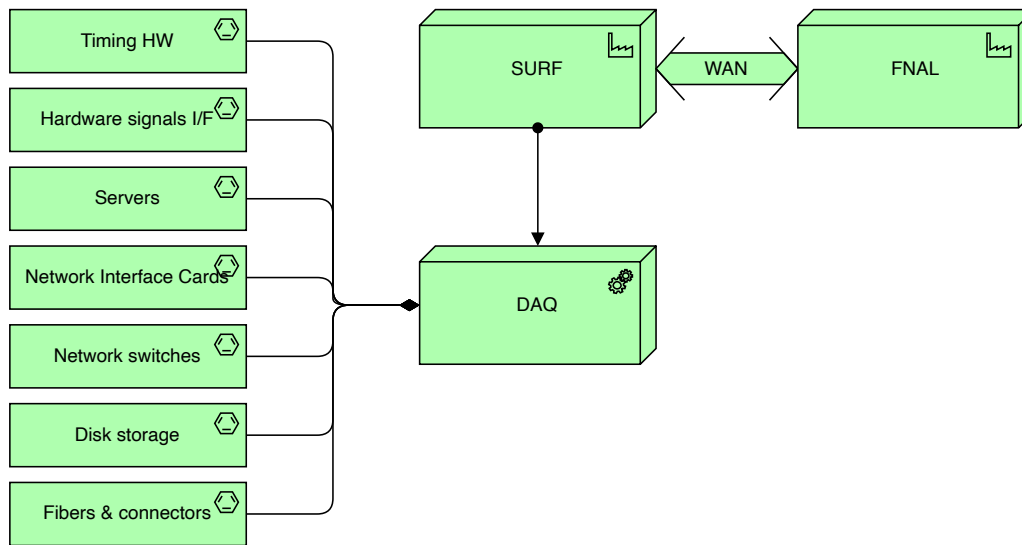 Timing HW
Hardware signals I/F
Servers
Network Interface Cards
Network switches
Disk storage
Fibers & connectors
SURF
WAN
FNAL
DAQ